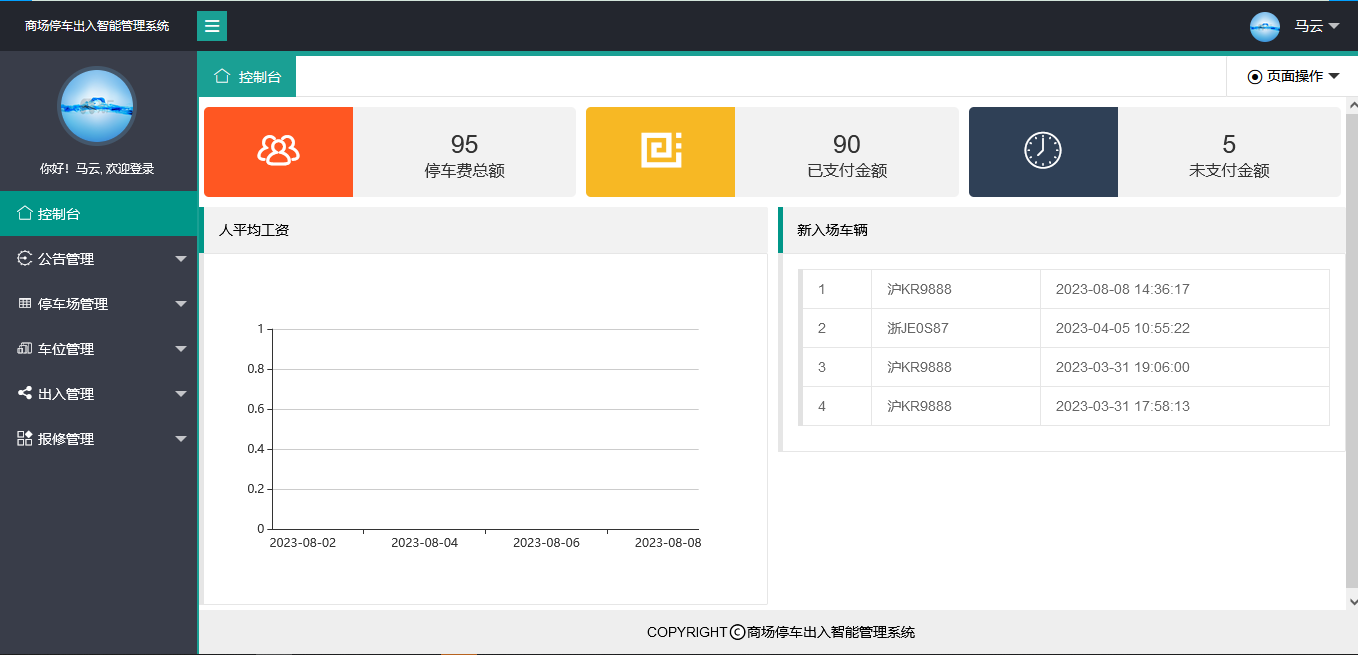 商场停车出入智能管理系统
马云
你好！马云, 欢迎登录
控制台
公告管理
停车场管理
车位管理
出入管理
报修管理
控制台
页面操作
95
停车费总额
90
已支付金额
5
未支付金额
人平均工资
1
0.8
0.6
0.4
0.2
0
2023-08-02 2023-08-04 2023-08-06 2023-08-08
新入场车辆
1 沪KR9888 2023-08-08 14:36:17
2 浙JE0S87 2023-04-05 10:55:22
3 沪KR9888 2023-03-31 19:06:00
4 沪KR9888 2023-03-31 17:58:13
COPYRIGHT©商场停车出入智能管理系统